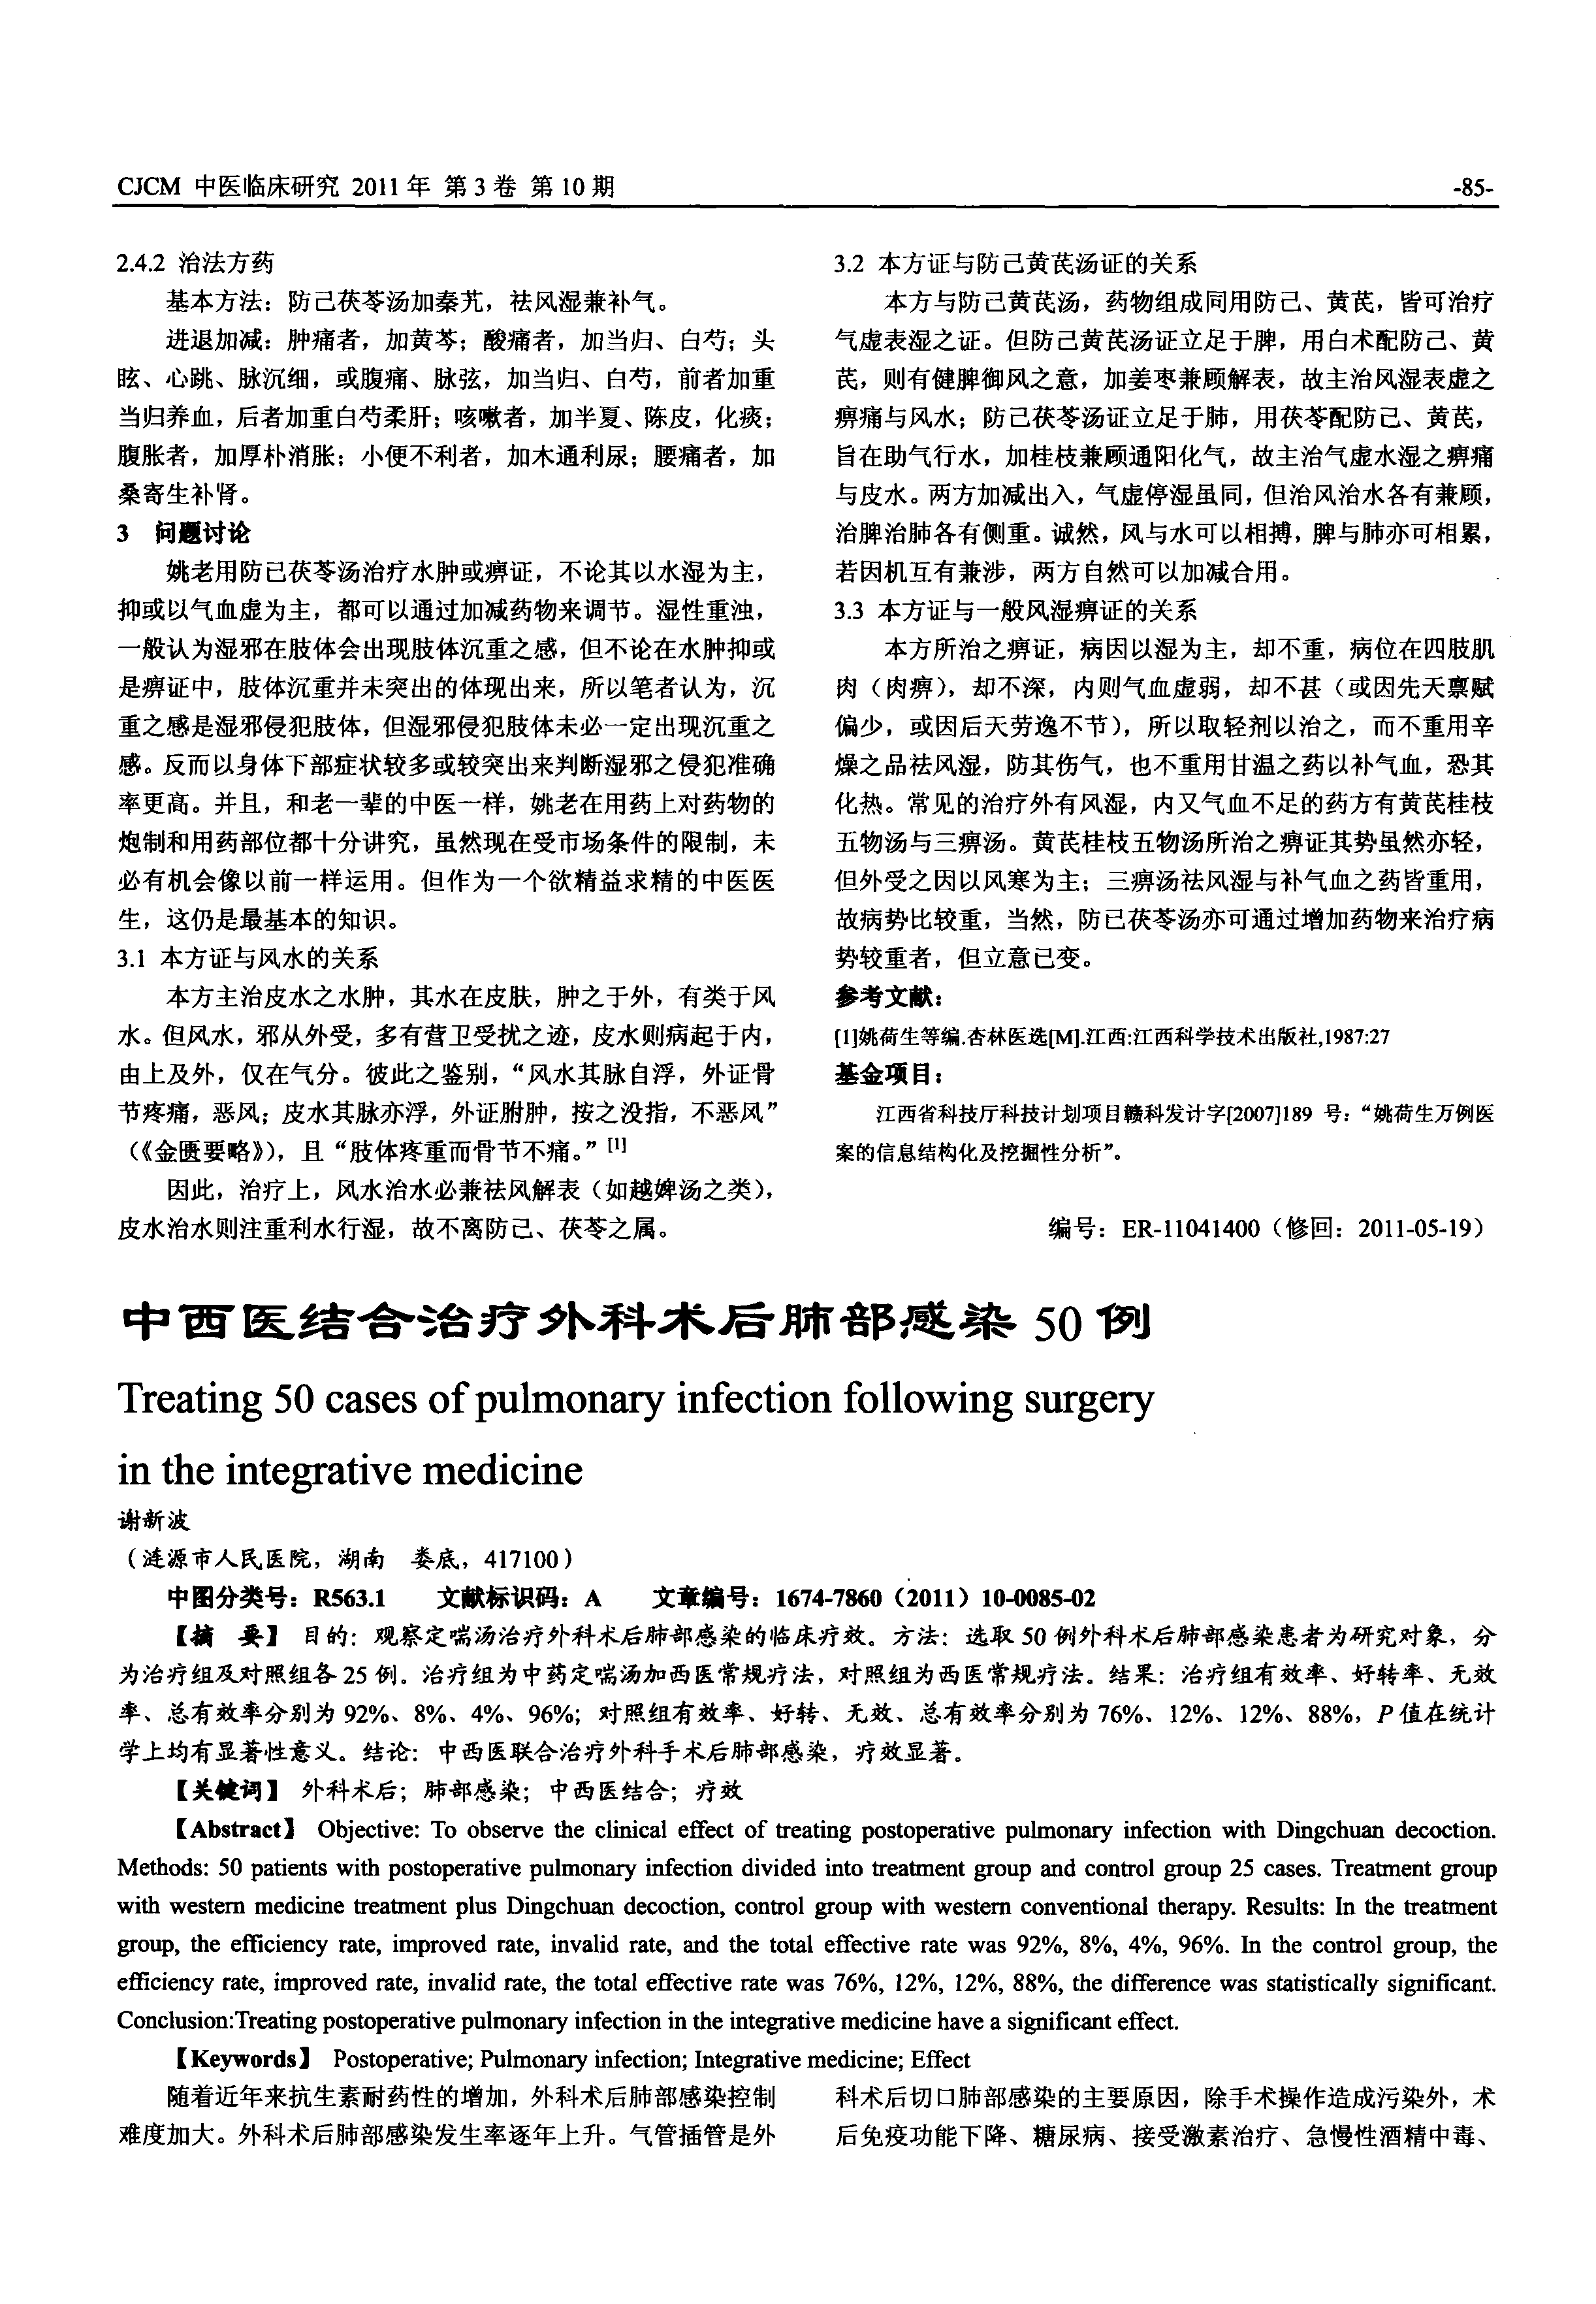 CJCM 中医临床研究 2011 年 第 3 卷 第 10 期
-85-
2.4.2 治法方药
基本方法：防己茯苓汤加秦艽，祛风湿兼补气。
进退加减：肿痛者，加黄芩；酸痛者，加当归、白芍；头
眩、心跳、脉沉细，或腹痛、脉弦，加当归、白芍，前者加重
当归养血，后者加重白芍柔肝；咳嗽者，加半夏、陈皮，化痰；
腹胀者，加厚朴消胀；小便不利者，加木通利尿；腰痛者，加
桑寄生补肾。
3 问题讨论
姚老用防已茯苓汤治疗水肿或痹证，不论其以水湿为主，
抑或以气血虚为主，都可以通过加减药物来调节。湿性重浊，
一般认为湿邪在肢体会出现肢体沉重之感，但不论在水肿抑或
是痹证中，肢体沉重并未突出的体现出来，所以笔者认为，沉
重之感是湿邪侵犯肢体，但湿邪侵犯肢体未必一定出现沉重之
感。反而以身体下部症状较多或较突出来判断湿邪之侵犯准确
率更高。并且，和老一辈的中医一样，姚老在用药上对药物的
炮制和用药部位都十分讲究，虽然现在受市场条件的限制，未
必有机会像以前一样运用。但作为一个欲精益求精的中医医
生，这仍是最基本的知识。
3.1 本方证与风水的关系
本方主治皮水之水肿，其水在皮肤，肿之于外，有类于风
水。但风水，邪从外受，多有营卫受扰之迹，皮水则病起于内，
由上及外，仅在气分。彼此之鉴别，“风水其脉自浮，外证骨
节疼痛，恶风；皮水其脉亦浮，外证胕肿，按之没指，不恶风”
（《金匮要略》），且“肢体疼重而骨节不痛。” [1]
因此，治疗上，风水治水必兼祛风解表（如越婢汤之类），
皮水治水则注重利水行湿，故不离防己、茯苓之属。
3.2 本方证与防己黄芪汤证的关系
本方与防己黄芪汤，药物组成同用防己、黄芪，皆可治疗
气虚表湿之证。但防己黄芪汤证立足于脾，用白术配防己、黄
芪，则有健脾御风之意，加姜枣兼顾解表，故主治风湿表虚之
痹痛与风水；防己茯苓汤证立足于肺，用茯苓配防己、黄芪，
旨在助气行水，加桂枝兼顾通阳化气，故主治气虚水湿之痹痛
与皮水。两方加减出入，气虚停湿虽同，但治风治水各有兼顾，
治脾治肺各有侧重。诚然，风与水可以相搏，脾与肺亦可相累，
若因机互有兼涉，两方自然可以加减合用。
3.3 本方证与一般风湿痹证的关系
本方所治之痹证，病因以湿为主，却不重，病位在四肢肌
肉（肉痹），却不深，内则气血虚弱，却不甚（或因先天禀赋
偏少，或因后天劳逸不节），所以取轻剂以治之，而不重用辛
燥之品祛风湿，防其伤气，也不重用甘温之药以补气血，恐其
化热。常见的治疗外有风湿，内又气血不足的药方有黄芪桂枝
五物汤与三痹汤。黄芪桂枝五物汤所治之痹证其势虽然亦轻，
但外受之因以风寒为主；三痹汤祛风湿与补气血之药皆重用，
故病势比较重，当然，防已茯苓汤亦可通过增加药物来治疗病
势较重者，但立意已变。
参考文献：
[1]姚荷生等编.杏林医选[M].江西:江西科学技术出版社,1987:27
基金项目：
江西省科技厅科技计划项目赣科发计字[2007]189 号：“姚荷生万例医
案的信息结构化及挖掘性分析”。
编号：ER-11041400（修回：2011-05-19）
中西医结合治疗外科术后肺部感染 50 例
Treating 50 cases of pulmonary infection following surgery
in the integrative medicine
谢新波
（涟源市人民医院，湖南 娄底，417100）
中图分类号：R563.1 文献标识码：A 文章编号：1674-7860（2011）10-0085-02
【摘 要】 目的：观察定喘汤治疗外科术后肺部感染的临床疗效。方法：选取 50 例外科术后肺部感染患者为研究对象，分
为治疗组及对照组各 25 例。治疗组为中药定喘汤加西医常规疗法，对照组为西医常规疗法。结果：治疗组有效率、好转率、无效
率、总有效率分别为 92%、8%、4%、96%；对照组有效率、好转、无效、总有效率分别为 76%、12%、12%、88%，P 值在统计
学上均有显著性意义。结论：中西医联合治疗外科手术后肺部感染，疗效显著。
【关键词】 外科术后；肺部感染；中西医结合；疗效
【Abstract】 Objective: To observe the clinical effect of treating postoperative pulmonary infection with Dingchuan decoction.
Methods: 50 patients with postoperative pulmonary infection divided into treatment group and control group 25 cases. Treatment group
with western medicine treatment plus Dingchuan decoction, control group with western conventional therapy. Results: In the treatment
group, the efficiency rate, improved rate, invalid rate, and the total effective rate was 92%, 8%, 4%, 96%. In the control group, the
efficiency rate, improved rate, invalid rate, the total effective rate was 76%, 12%, 12%, 88%, the difference was statistically significant.
Conclusion:Treating postoperative pulmonary infection in the integrative medicine have a significant effect.
【Keywords】 Postoperative; Pulmonary infection; Integrative medicine; Effect
随着近年来抗生素耐药性的增加，外科术后肺部感染控制
难度加大。外科术后肺部感染发生率逐年上升。气管插管是外
科术后切口肺部感染的主要原因，除手术操作造成污染外，术
后免疫功能下降、糖尿病、接受激素治疗、急慢性酒精中毒、